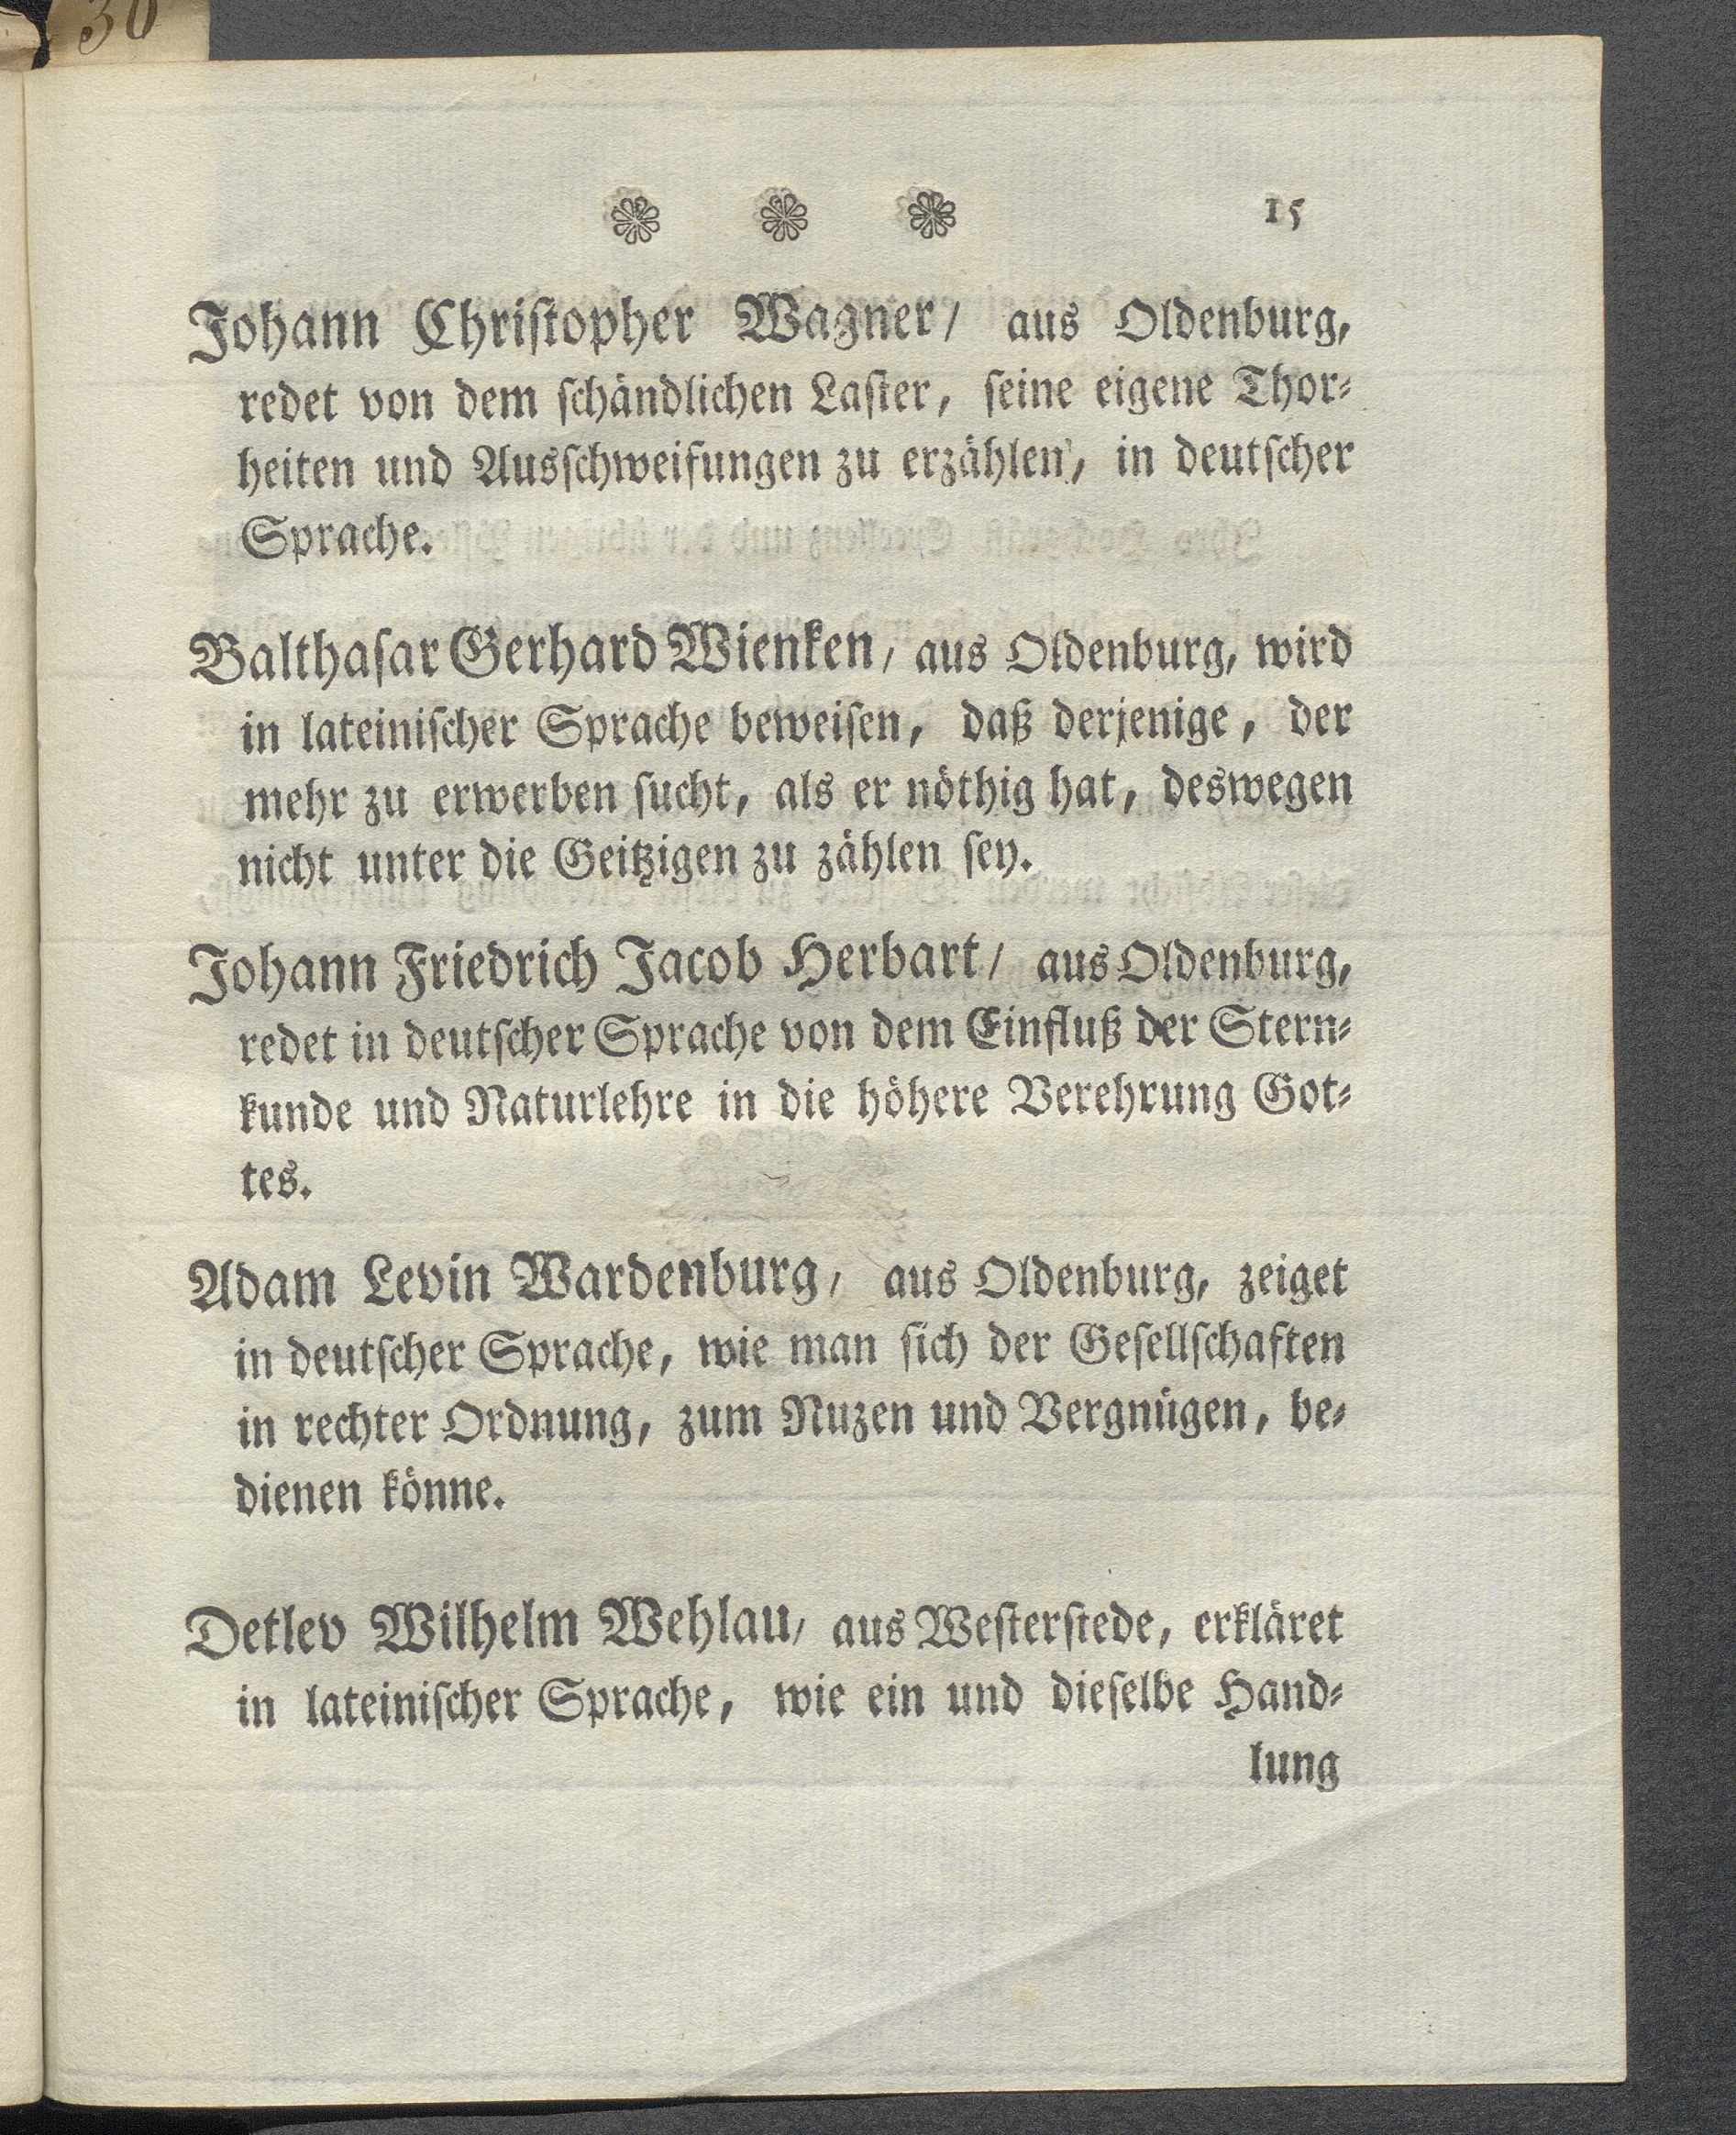 30
15
Johann Christopher Wagner/ aus Oldenburg,
redet von dem schändlichen Laster, seine eigene Thor-
heiten und Ausschweifungen zu erzählen, in deutscher
Sprache.
Balthasar Gerhard Wienken/ aus Oldenburg, wird
in lateinischer Sprache beweisen, daß derjenige, der
mehr zu erwerben sucht, als er nöthig hat, deswegen
nicht unter die Geitzigen zu zählen sey.
Johann Friedrich Jacob Herbart/ aus Oldenburg,
redet in deutscher Sprache von dem Einfluß der Stern-
kunde und Naturlehre in die höhere Verehrung Got-
tes.
Adam Levin Wardenburg/ aus Oldenburg, zeiget
in deutscher Sprache, wie man sich der Gesellschaften
in rechter Ordnung, zum Nuzen und Vergnügen, be-
dienen könne.
Detlev Wilhelm Wehlau/ aus Westerstede, erkläret
in lateinischer Sprache, wie ein und dieselbe Hand-
lung